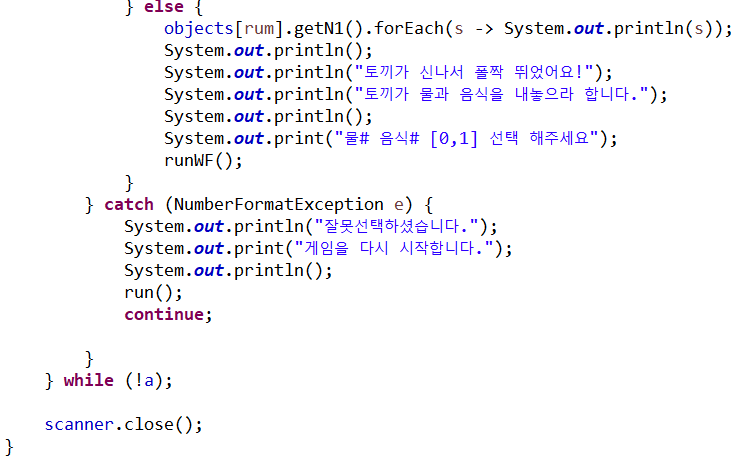 } else {
objects[rum].getN1().forEach(s -> System.out.println(s));
System.out.println();
System.out.println("토끼가 신나서 폴짝 뛰었어요!");
System.out.println("토끼가 물과 음식을 내놓으라 합니다.");
System.out.println();
System.out.print("물# 음식# [0,1] 선택 해주세요");
runWF();
}
} catch (NumberFormatException e) {
System.out.println("잘못선택하셨습니다.");
System.out.print("게임을 다시 시작합니다.");
System.out.println();
run();
continue;
}
} while (!a);
scanner.close();
}